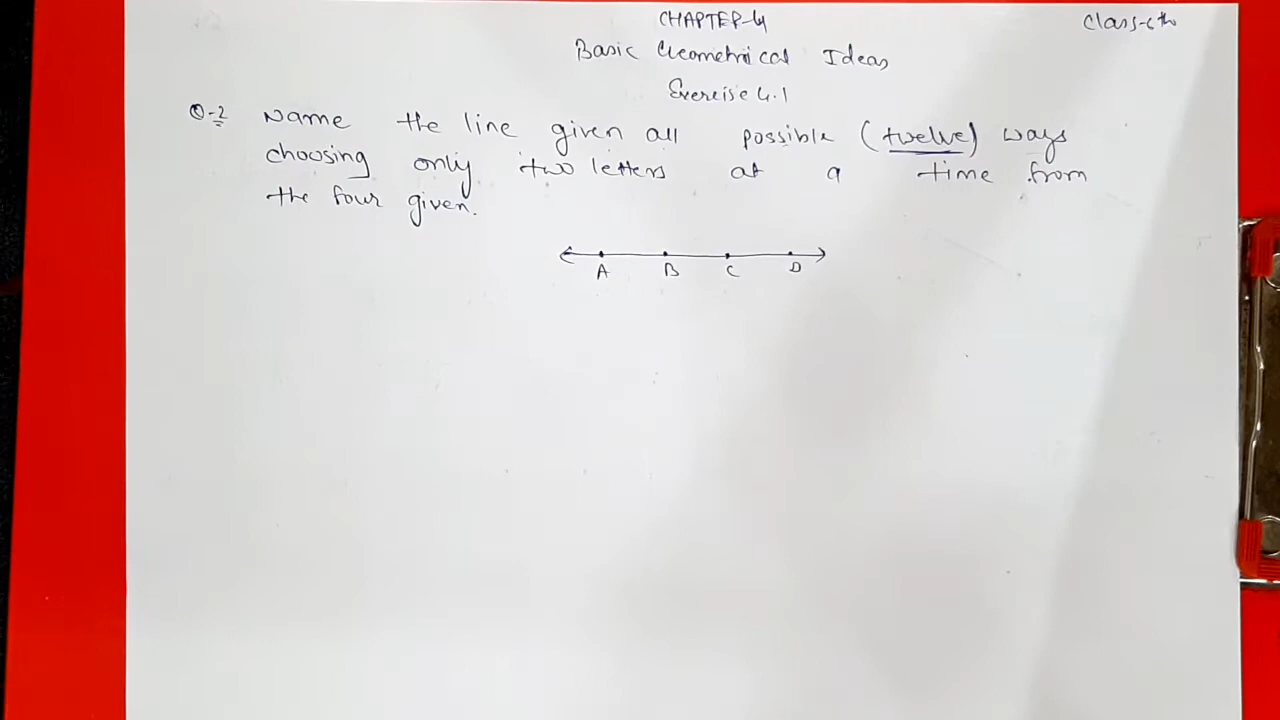 CHAPTER-4
Class-6th
Basic Geometrical Ideas
Exercise 4.1
Q-2 Name the line given all possible (twelve) ways
choosing only two letters at a time from
the four given.
A B C D